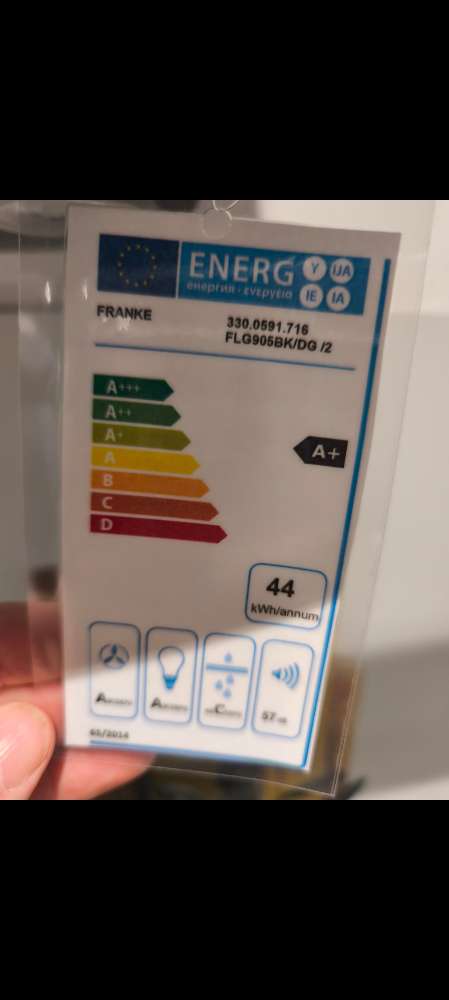 ENERG Y IJA
енергия · ενεργεια IE IA
FRANKE 330.0591.716
FLG905BK/DG /2
A+++
A++
A+
A
B
C
D
A+
44
kWh/annum
A A C 57 dB
65/2014